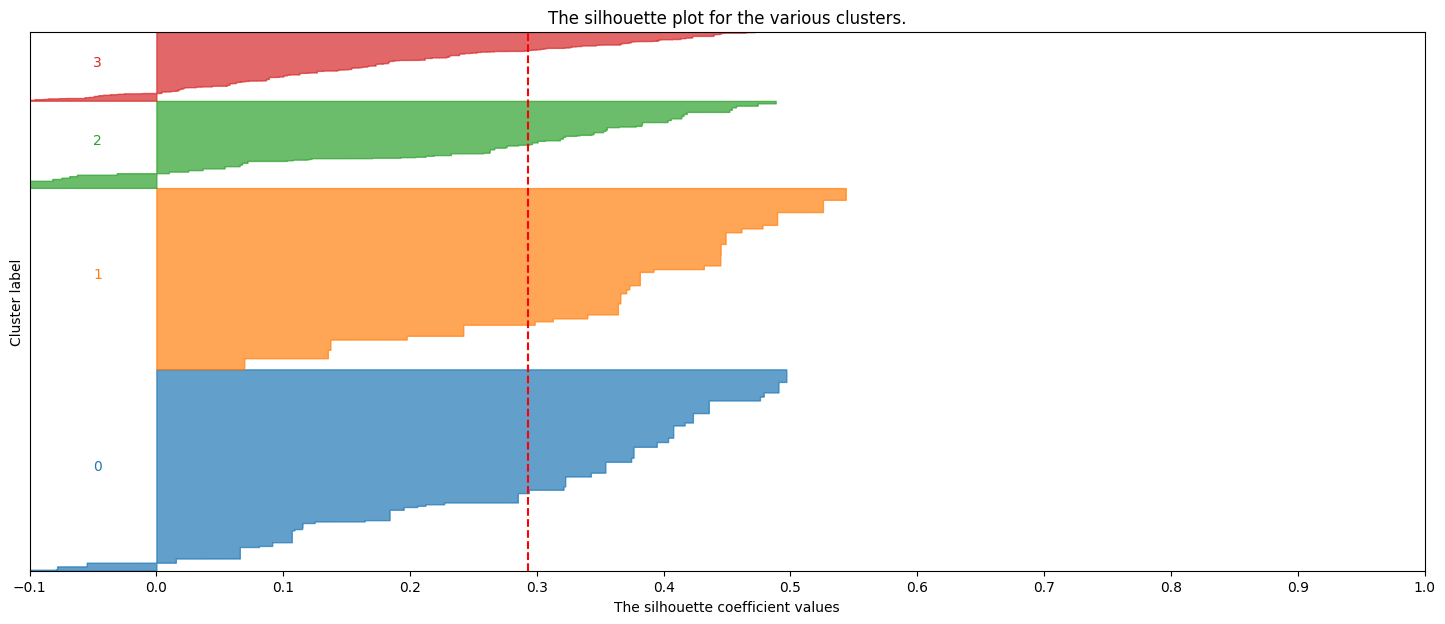 The silhouette plot for the various clusters.
3
2
1
0
Cluster label
−0.1 0.0 0.1 0.2 0.3 0.4 0.5 0.6 0.7 0.8 0.9 1.0
The silhouette coefficient values